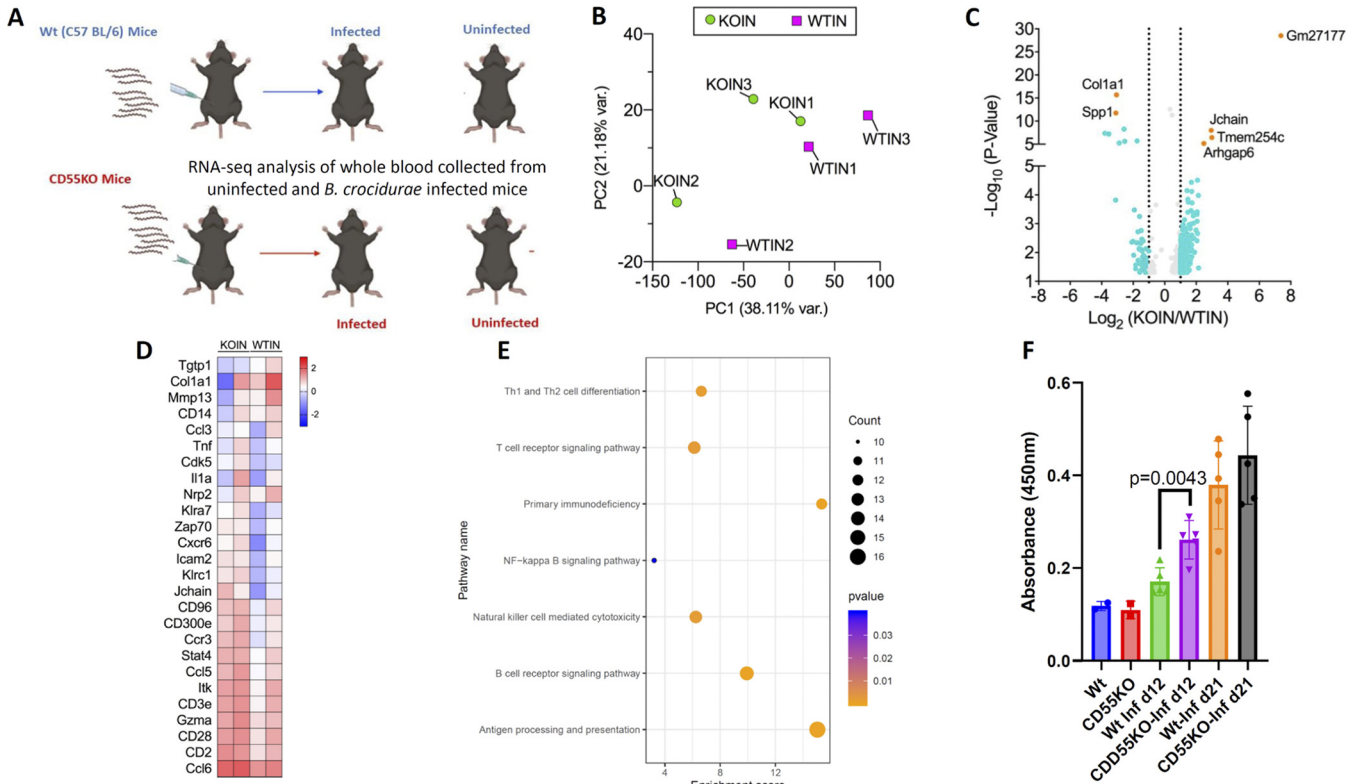 A
Wt (C57 BL/6) Mice
Infected
Uninfected
RNA-seq analysis of whole blood collected from
uninfected and B. crocidurae infected mice
CD55KO Mice
Infected
Uninfected
B
KOIN
WTIN
40
20
0
-20
PC2 (21.18% var.)
KOIN3
KOIN1
WTIN3
WTIN1
KOIN2
WTIN2
-150
-100
-50
0
50
100
PC1 (38.11% var.)
C
30
25
20
15
10
5
5
4
3
2
1
-Log10 (P-Value)
Gm27177
Col1a1
Spp1
Jchain
Tmem254c
Arhgap6
-8
-6
-4
-2
0
2
4
6
8
Log2 (KOIN/WTIN)
D
KOIN WTIN
Tgtp1
Col1a1
Mmp13
CD14
Ccl3
Tnf
Cdk5
Il1a
Nrp2
Klra7
Zap70
Cxcr6
Icam2
Klrc1
Jchain
CD96
CD300e
Ccr3
Stat4
Ccl5
Itk
CD3e
Gzma
CD28
CD2
Ccl6
2
0
-2
E
Pathway name
Th1 and Th2 cell differentiation
T cell receptor signaling pathway
Primary immunodeficiency
NF-kappa B signaling pathway
Natural killer cell mediated cytotoxicity
B cell receptor signaling pathway
Antigen processing and presentation
4
8
12
Count
10
11
12
13
14
15
16
pvalue
0.03
0.02
0.01
F
Absorbance (450nm)
0.6
0.4
0.2
0.0
p=0.0043
Wt
CD55KO
Wt Inf d12
CDD55KO-Inf d12
Wt-Inf d21
CD55KO-Inf d21